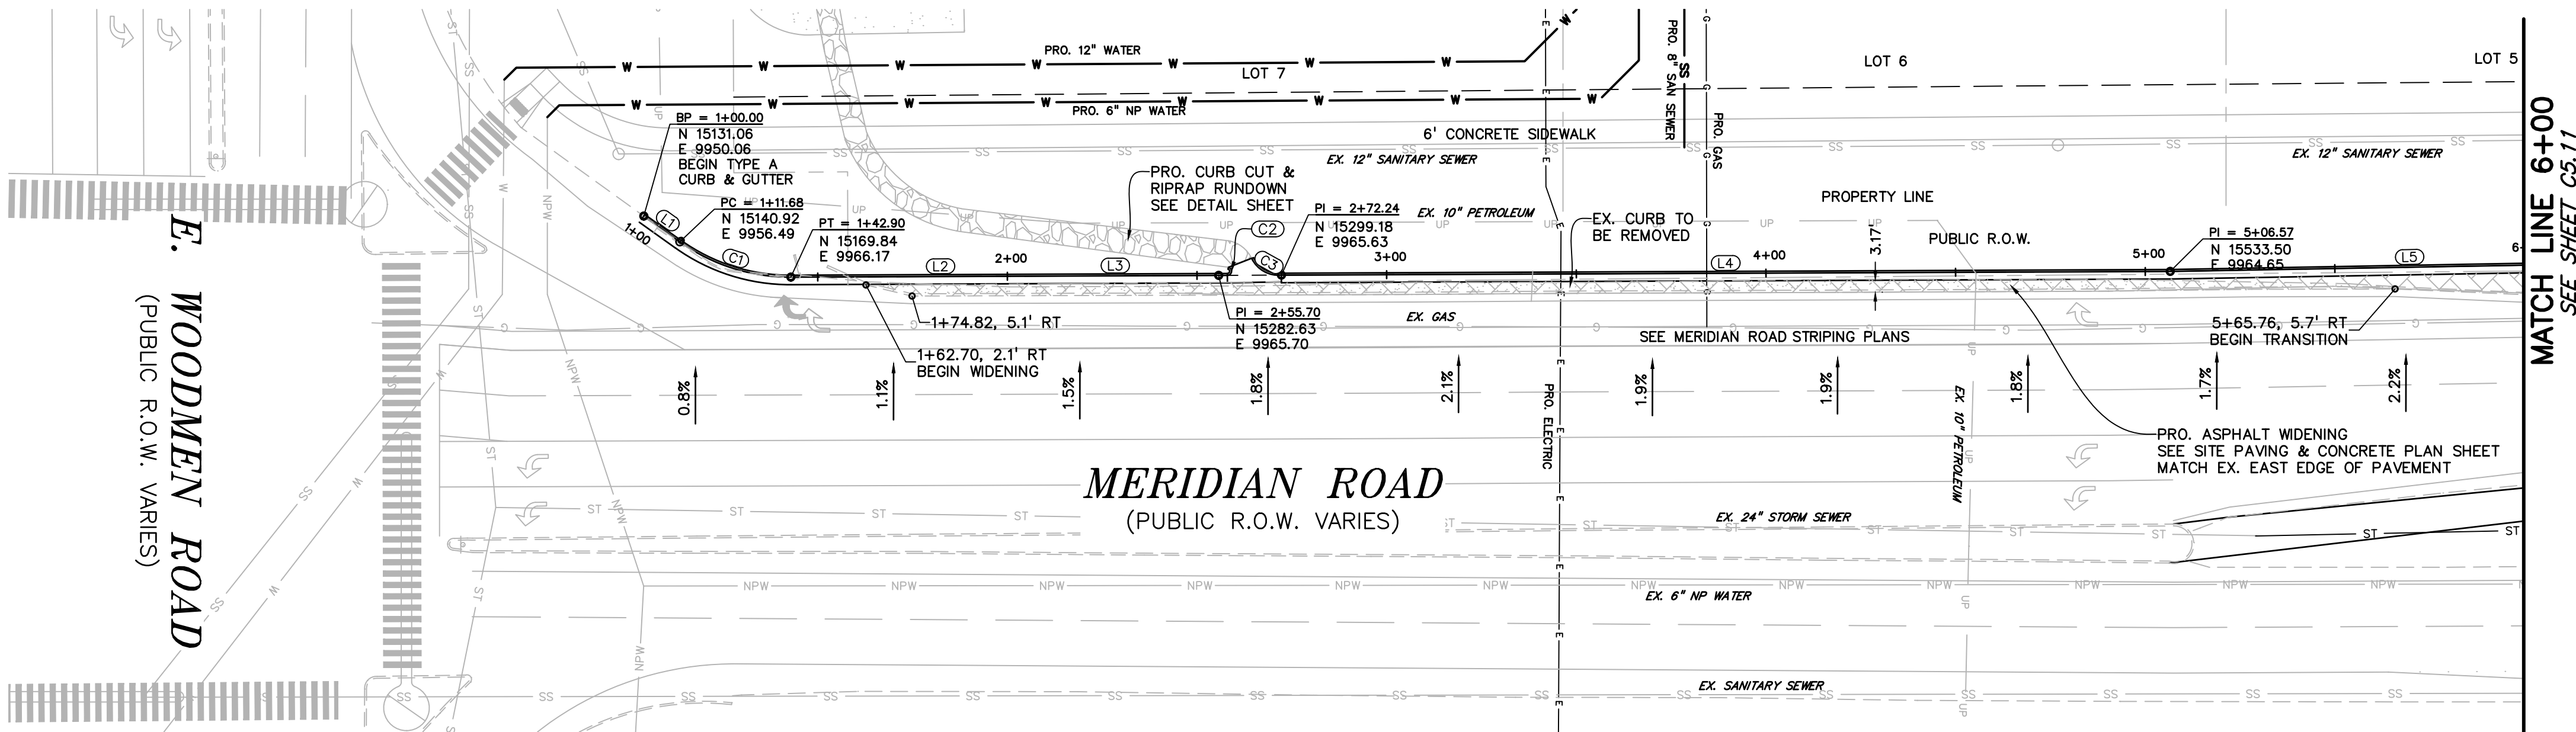 PRO. 12" WATER
LOT 7
PRO. 6" NP WATER
PRO. 8" SAN SEWER
PRO. GAS
LOT 6
LOT 5
MATCH LINE 6+00
SEE SHEET C5.11
BP = 1+00.00
N 15131.06
E 9950.06
BEGIN TYPE A
CURB & GUTTER
PC = 1+11.68
N 15140.92
E 9956.49
PT = 1+42.90
N 15169.84
E 9966.17
PRO. CURB CUT &
RIPRAP RUNDOWN
SEE DETAIL SHEET
6' CONCRETE SIDEWALK
EX. 12" SANITARY SEWER
EX. 12" SANITARY SEWER
PI = 2+72.24
N 15299.18
E 9965.63
EX. 10" PETROLEUM
EX. CURB TO
BE REMOVED
PROPERTY LINE
PUBLIC R.O.W.
3.17'
PI = 5+06.57
N 15533.50
E 9964.65
L1
C1
L2
L3
C2
C3
L4
L5
1+00
2+00
3+00
4+00
5+00
6+
1+74.82, 5.1' RT
1+62.70, 2.1' RT
BEGIN WIDENING
PI = 2+55.70
N 15282.63
E 9965.70
EX. GAS
SEE MERIDIAN ROAD STRIPING PLANS
5+65.76, 5.7' RT
BEGIN TRANSITION
0.8%
1.1%
1.5%
1.8%
2.1%
1.9%
1.9%
1.8%
1.7%
2.2%
PRO. ELECTRIC
EX. 10" PETROLEUM
PRO. ASPHALT WIDENING
SEE SITE PAVING & CONCRETE PLAN SHEET
MATCH EX. EAST EDGE OF PAVEMENT
E. WOODMEN ROAD
(PUBLIC R.O.W. VARIES)
MERIDIAN ROAD
(PUBLIC R.O.W. VARIES)
EX. 24" STORM SEWER
EX. 6" NP WATER
EX. SANITARY SEWER